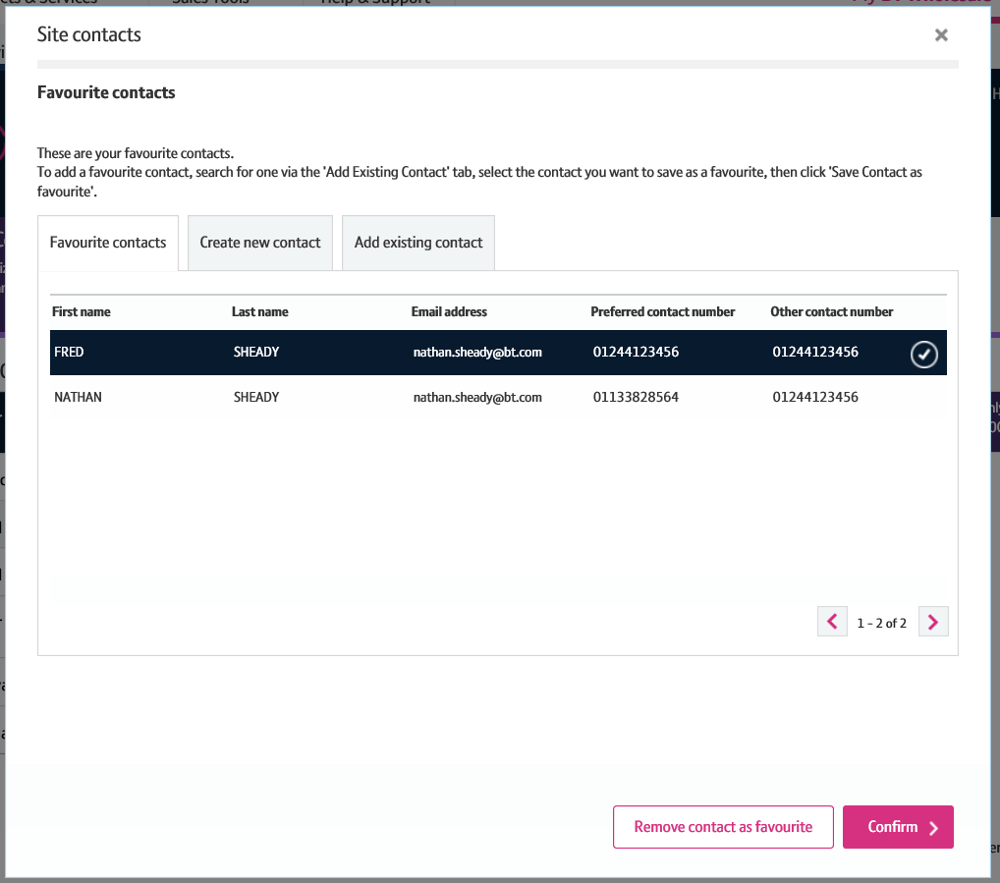 Sales Tools
Help & Support
Site contacts
Favourite contacts
These are your favourite contacts.
To add a favourite contact, search for one via the 'Add Existing Contact' tab, select the contact you want to save as a favourite, then click 'Save Contact as
favourite'.
Favourite contacts Create new contact Add existing contact
First name Last name Email address Preferred contact number Other contact number
FRED SHEADY nathan.sheady@bt.com 01244123456 01244123456
NATHAN SHEADY nathan.sheady@bt.com 01133828564 01244123456
1 - 2 of 2
Remove contact as favourite Confirm